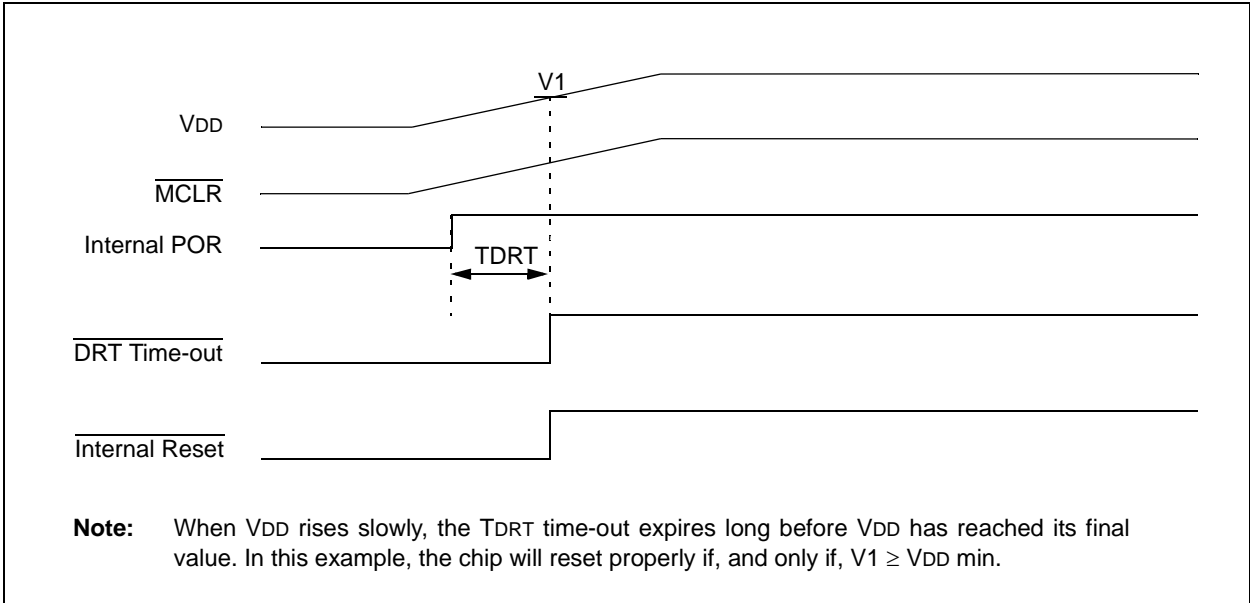 V1
VDD
MCLR
Internal POR
TDRT
DRT Time-out
Internal Reset
Note: When VDD rises slowly, the TDRT time-out expires long before VDD has reached its final
value. In this example, the chip will reset properly if, and only if, V1 ≥ VDD min.